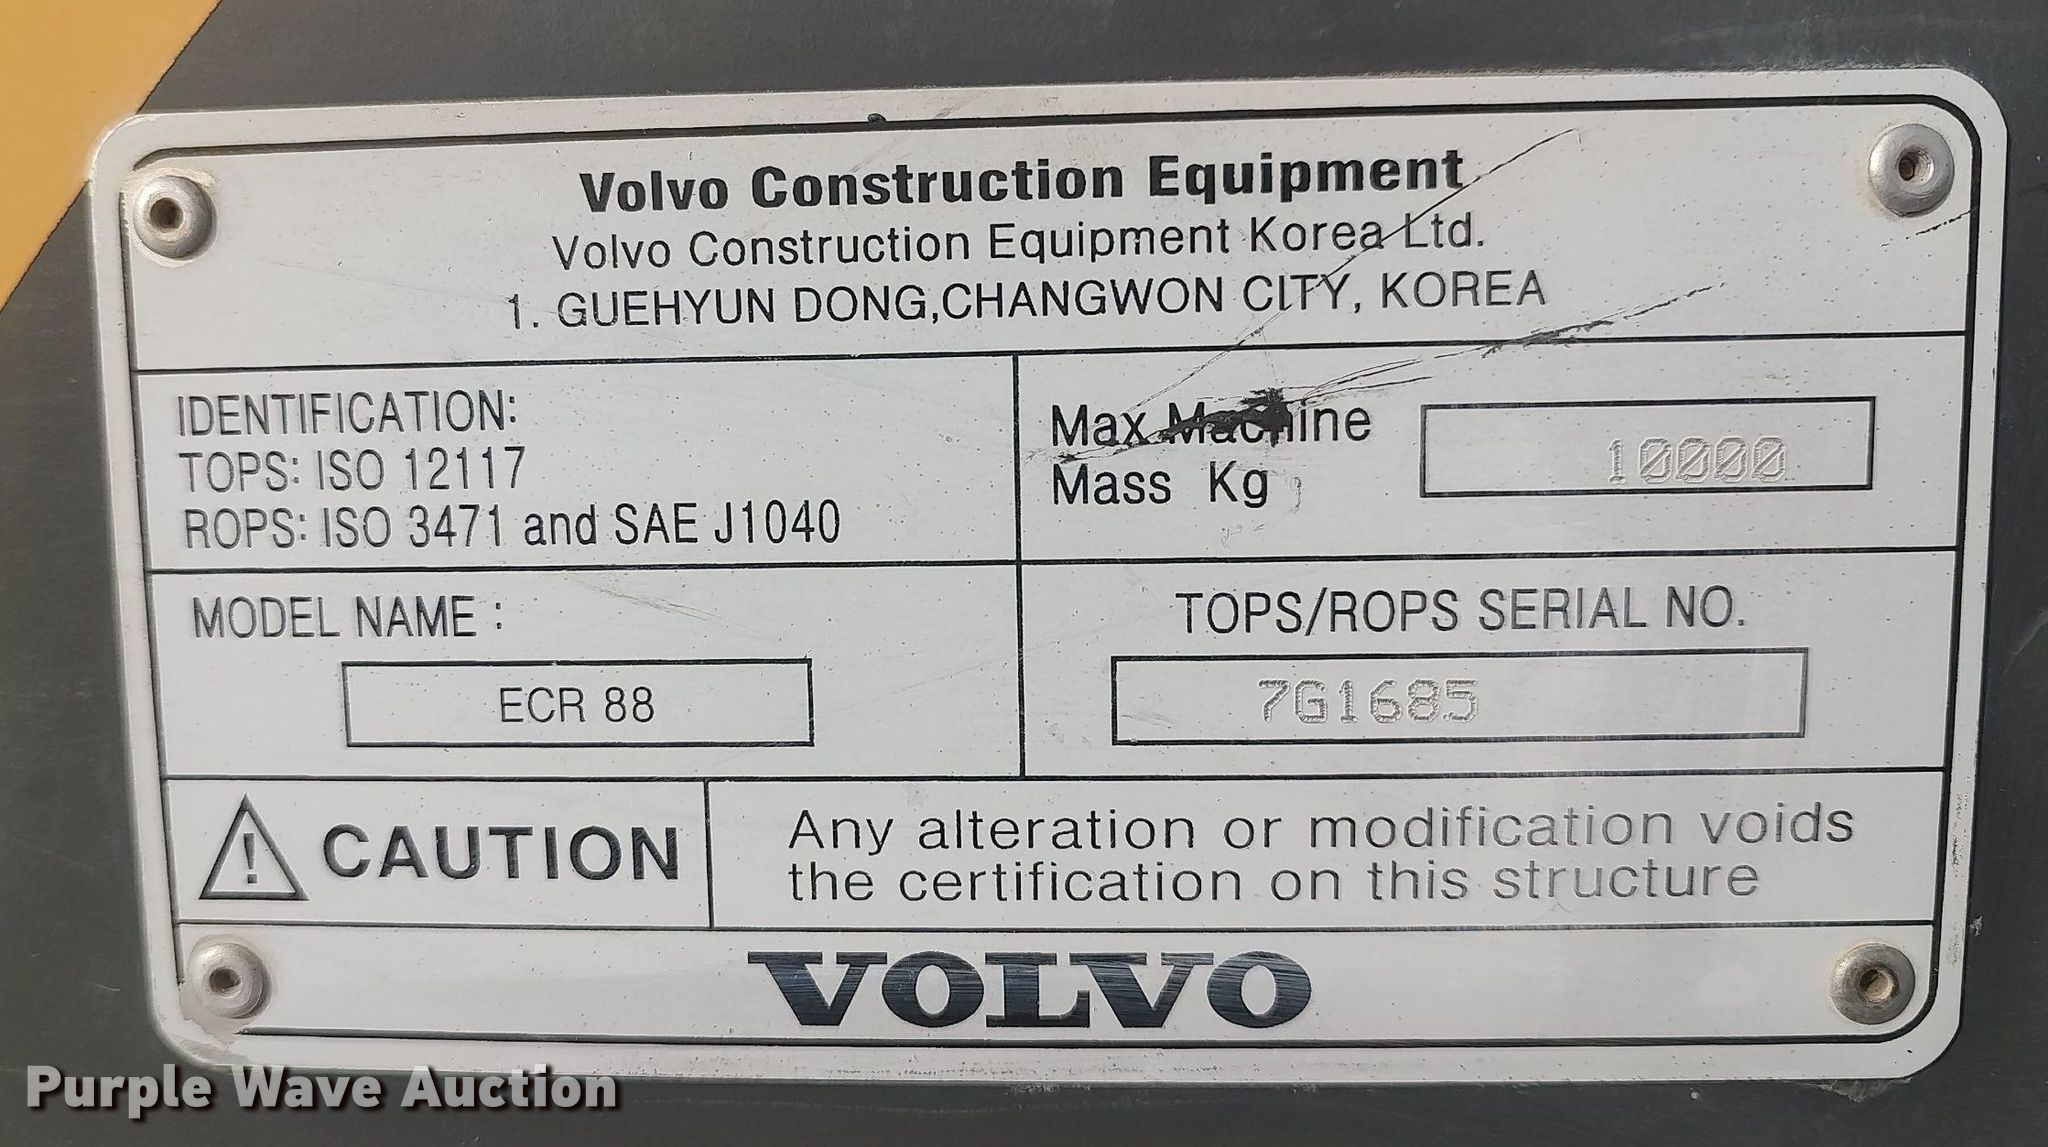 Volvo Construction Equipment
Volvo Construction Equipment Korea Ltd.
1. GUEHYUN DONG,CHANGWON CITY, KOREA
IDENTIFICATION:
TOPS: ISO 12117
ROPS: ISO 3471 and SAE J1040
Max Machine
Mass Kg
10000
MODEL NAME :
ECR 88
TOPS/ROPS SERIAL NO.
7G1685
! CAUTION
Any alteration or modification voids
the certification on this structure
VOLVO
Purple Wave Auction